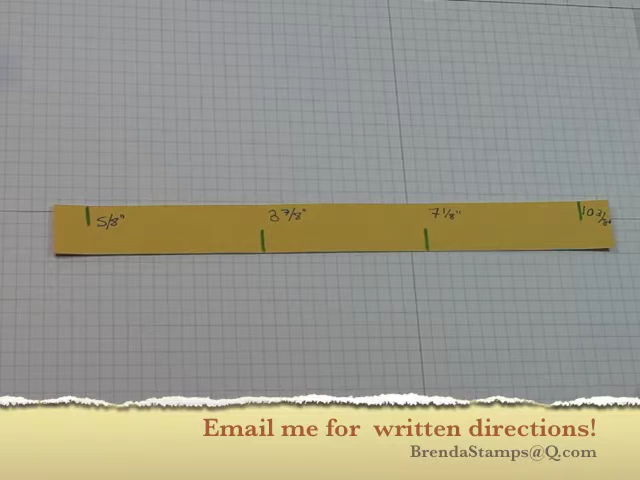 5/8" 3 7/8" 7 1/8" 10 3/8"
Email me for written directions!
BrendaStamps@Q.com